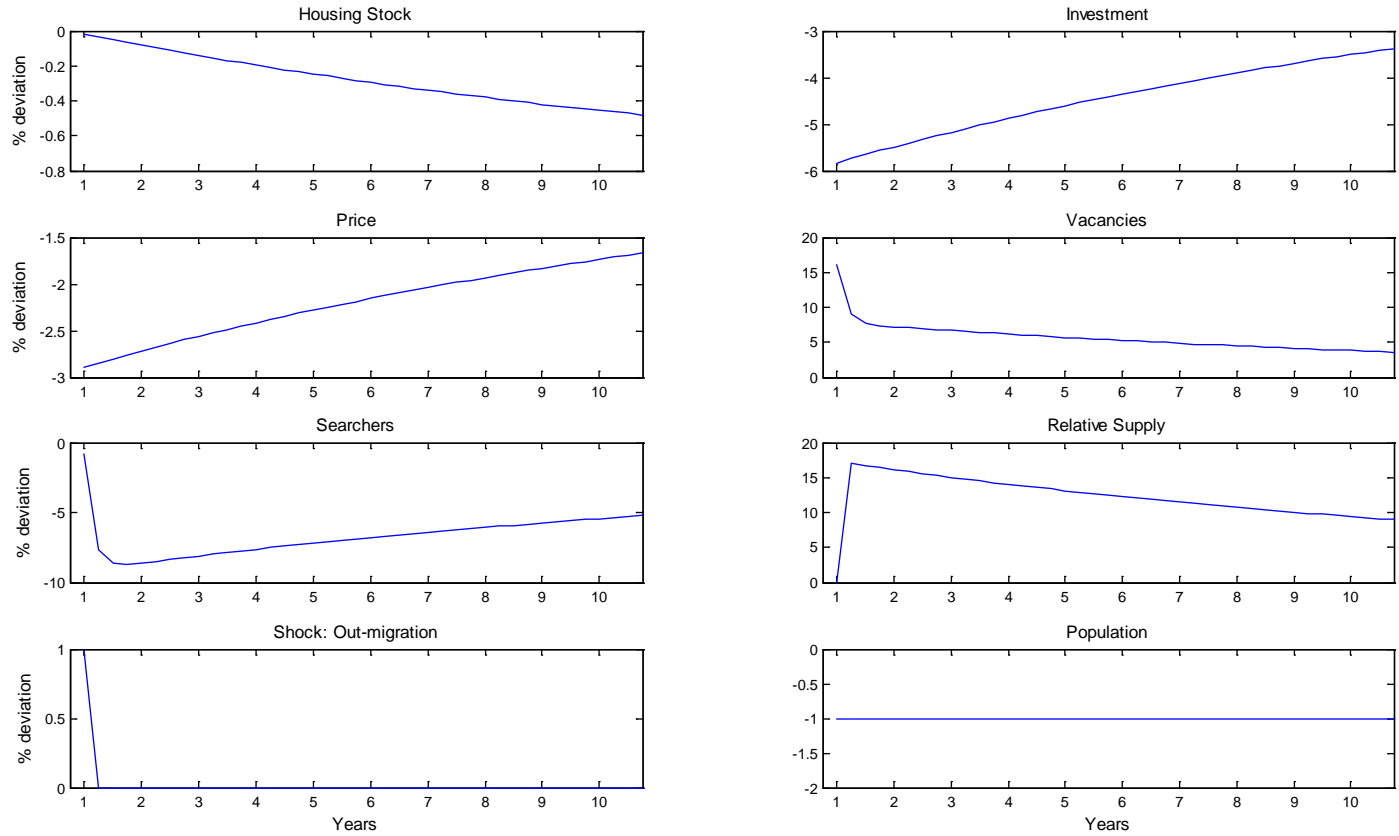 Housing Stock
% deviation
0
-0.2
-0.4
-0.6
-0.8
1 2 3 4 5 6 7 8 9 10
Investment
-3
-4
-5
-6
1 2 3 4 5 6 7 8 9 10
Price
% deviation
-1.5
-2
-2.5
-3
1 2 3 4 5 6 7 8 9 10
Vacancies
20
15
10
5
0
1 2 3 4 5 6 7 8 9 10
Searchers
% deviation
0
-5
-10
1 2 3 4 5 6 7 8 9 10
Relative Supply
20
15
10
5
0
1 2 3 4 5 6 7 8 9 10
Shock: Out-migration
% deviation
1
0.5
0
1 2 3 4 5 6 7 8 9 10
Years
Population
0
-0.5
-1
-1.5
-2
1 2 3 4 5 6 7 8 9 10
Years